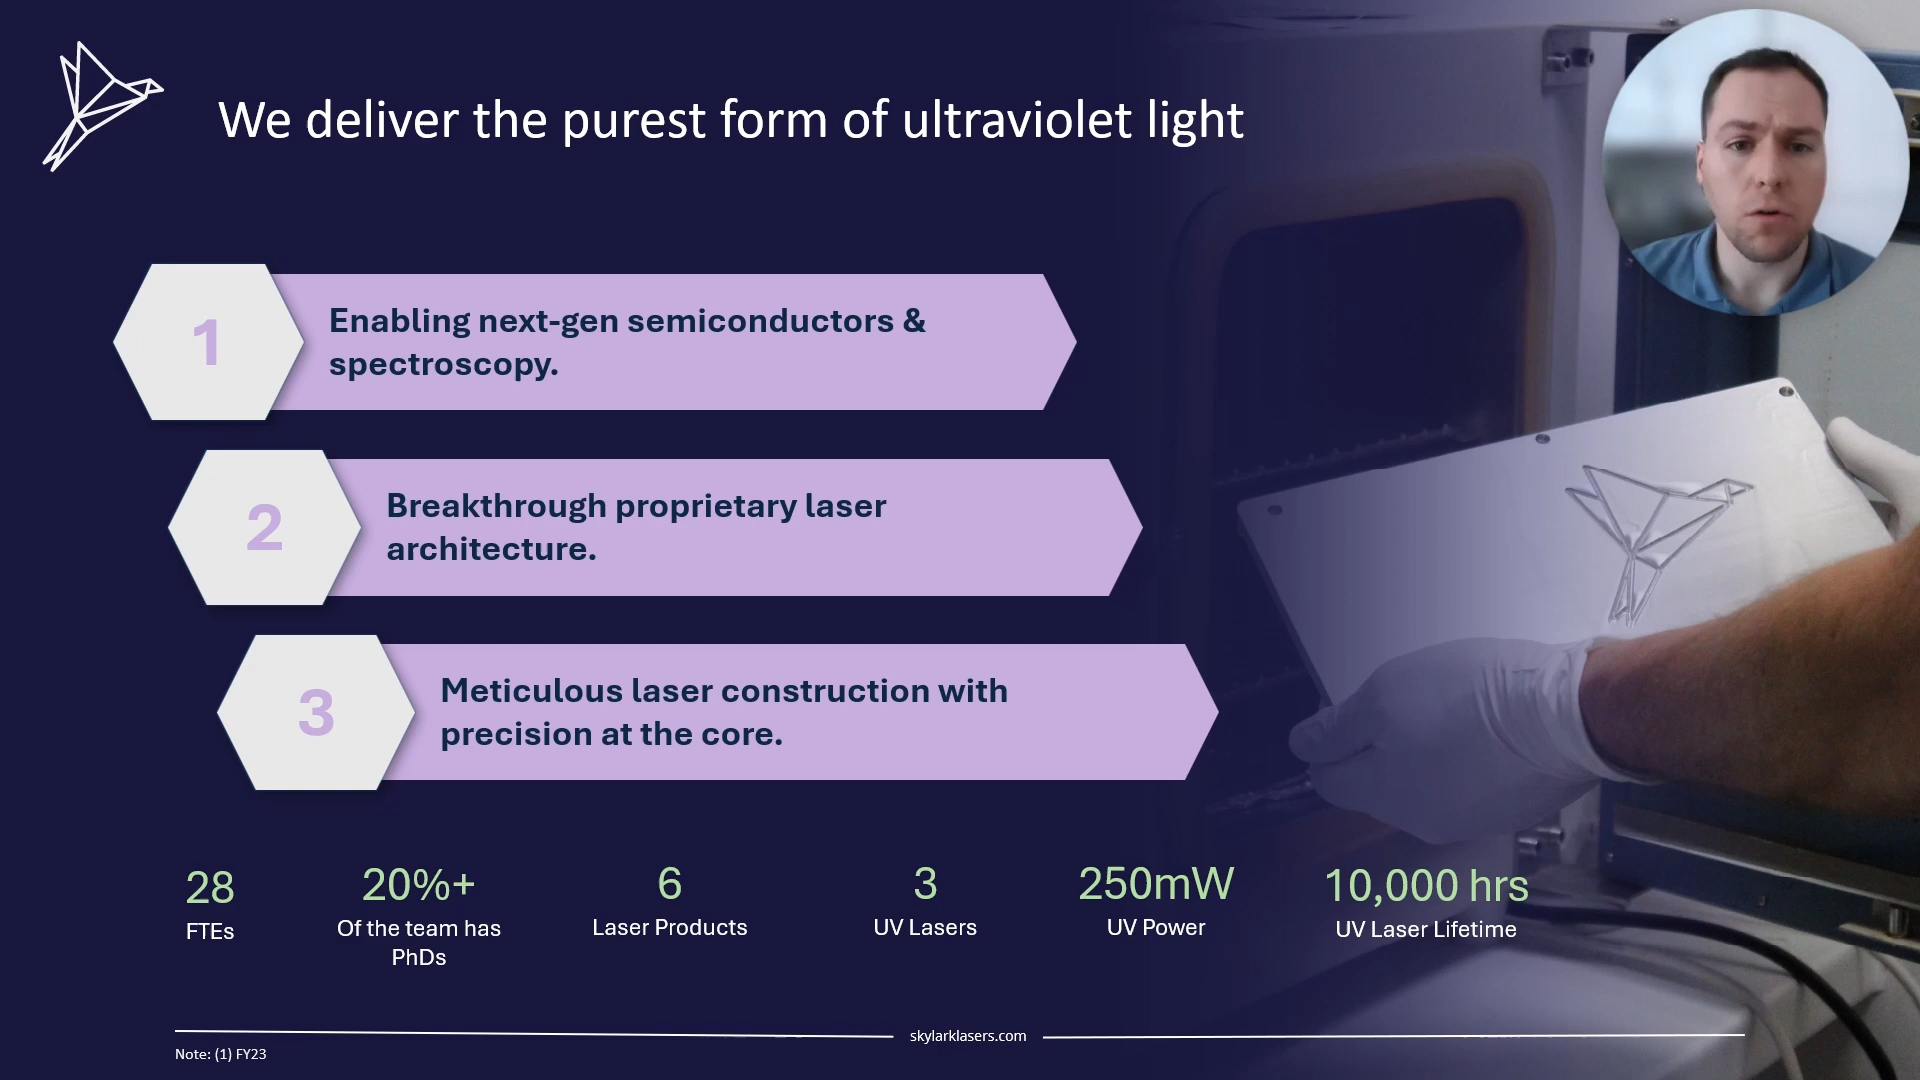 We deliver the purest form of ultraviolet light
1
Enabling next-gen semiconductors &
spectroscopy.
2
Breakthrough proprietary laser
architecture.
3
Meticulous laser construction with
precision at the core.
28
FTEs
20%+
Of the team has
PhDs
6
Laser Products
3
UV Lasers
250mW
UV Power
10,000 hrs
UV Laser Lifetime
skylarklasers.com
Note: (1) FY23